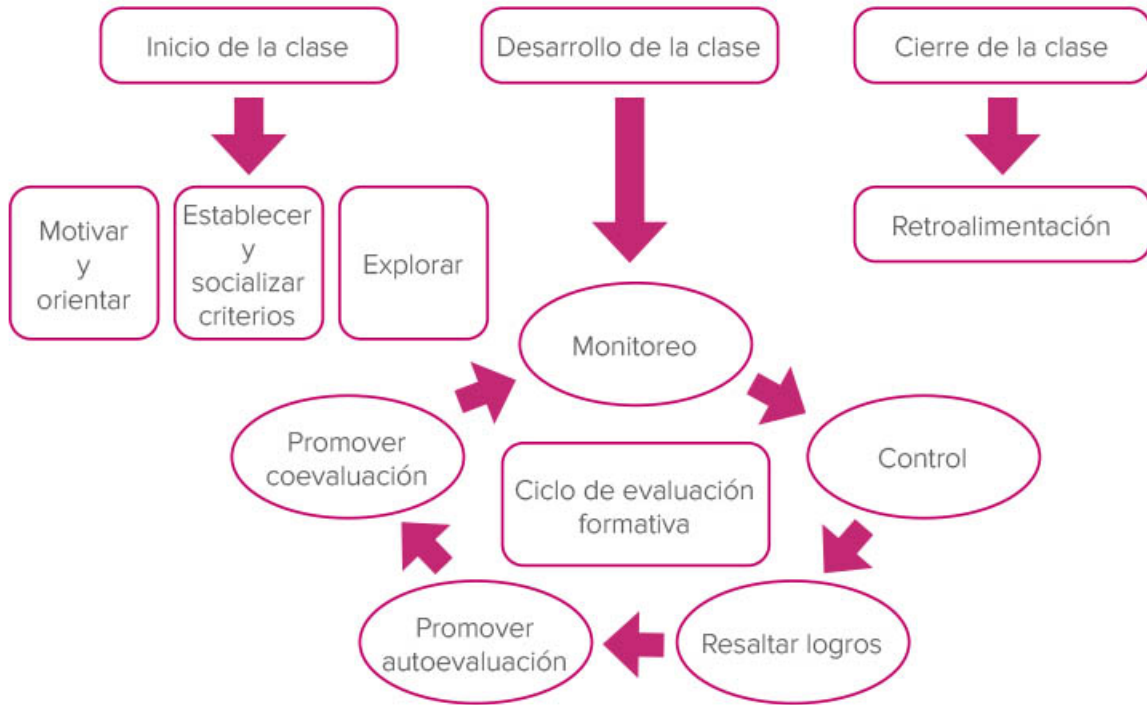 Inicio de la clase
Desarrollo de la clase
Cierre de la clase
Motivar
y
orientar
Establecer
y
socializar
criterios
Explorar
Retroalimentación
Monitoreo
Promover
coevaluación
Control
Ciclo de evaluación
formativa
Promover
autoevaluación
Resaltar logros